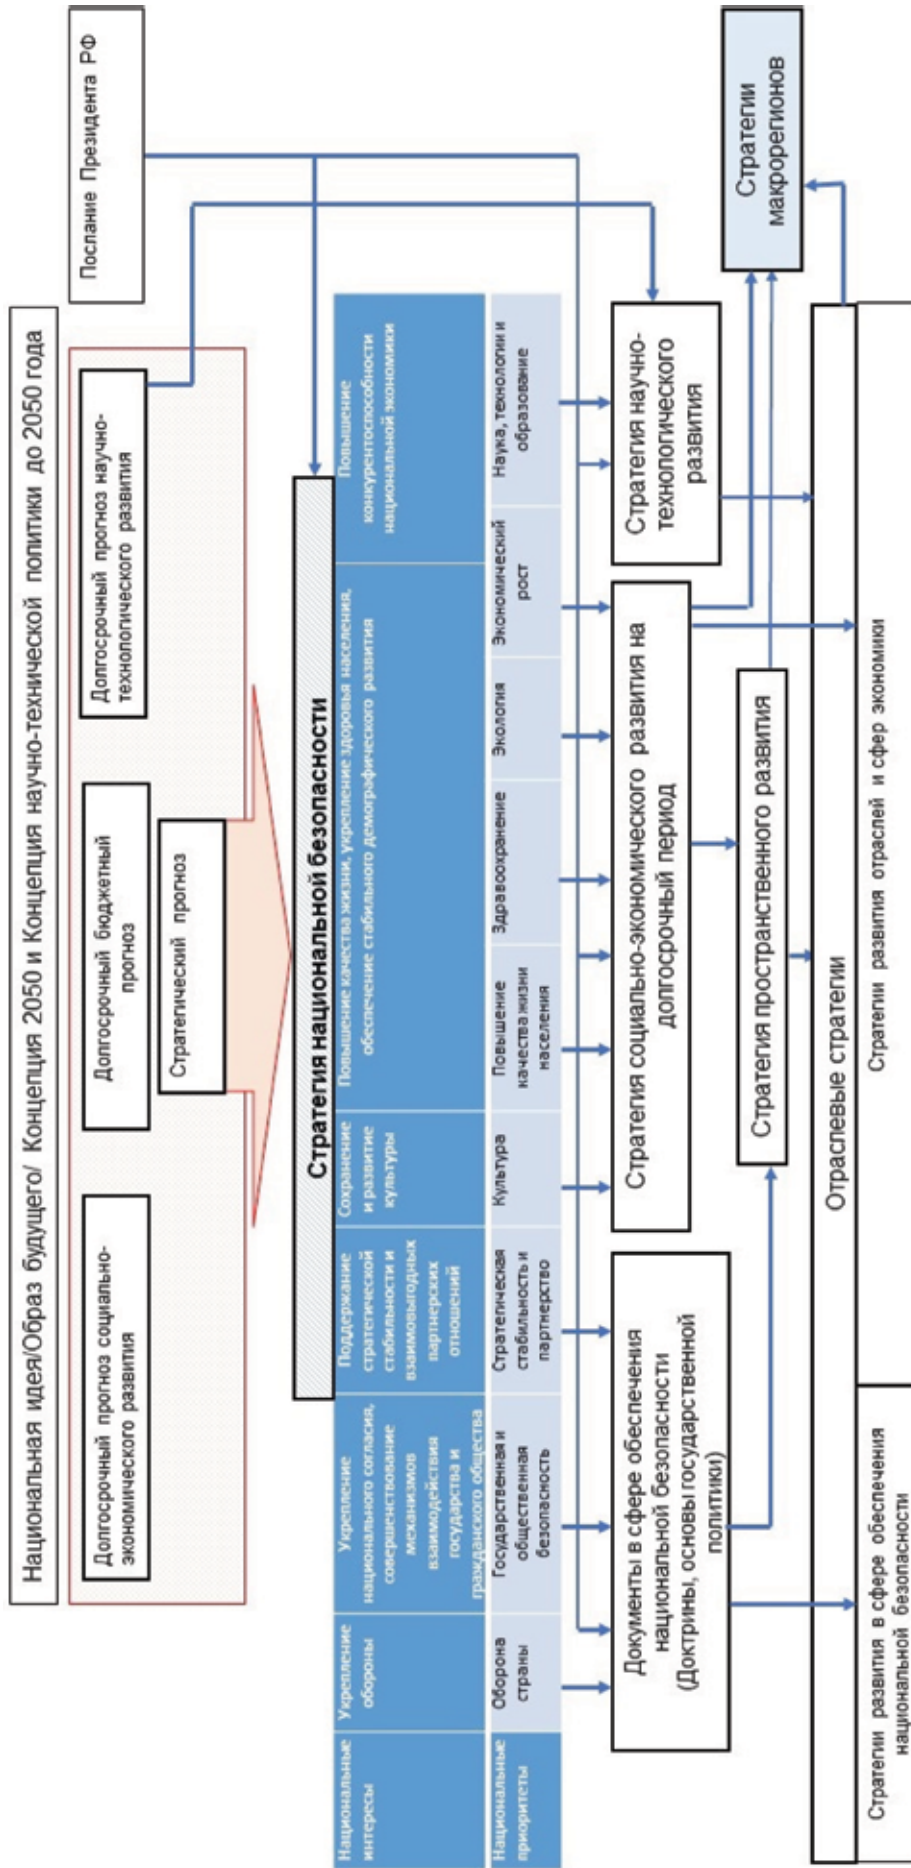 Национальная идея/Образ будущего/ Концепция 2050 и Концепция научно-технической политики до 2050 года
Долгосрочный прогноз социально-
экономического развития
Долгосрочный бюджетный
прогноз
Долгосрочный прогноз научно-
технологического развития
Послание Президента РФ
Стратегический прогноз
Стратегия национальной безопасности
Национальные
интересы
Укрепление
обороны
Укрепление
национального согласия,
совершенствование
механизмов
взаимодействия
государства и
гражданского общества
Поддержание
стратегической
стабильности и
взаимовыгодных
партнерских
отношений
Сохранение
и развитие
культуры
Повышение качества жизни, укрепление здоровья населения,
обеспечение стабильного демографического развития
Повышение
конкурентоспособности
национальной экономики
Национальные
приоритеты
Оборона
страны
Государственная и
общественная
безопасность
Стратегическая
стабильность и
партнерство
Культура
Повышение
качества жизни
населения
Здравоохранение
Экология
Экономический
рост
Наука, технологии и
образование
Документы в сфере обеспечения
национальной безопасности
(Доктрины, основы государственной
политики)
Стратегия социально-экономического развития на
долгосрочный период
Стратегия научно-
технологического
развития
Стратегия пространственного развития
Стратегии
макрорегионов
Отраслевые стратегии
Стратегии развития в сфере обеспечения
национальной безопасности
Стратегии развития отраслей и сфер экономики